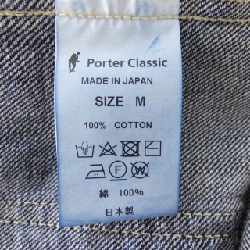 Porter Classic
MADE IN JAPAN
SIZE M
100% COTTON
綿 100%
日本製